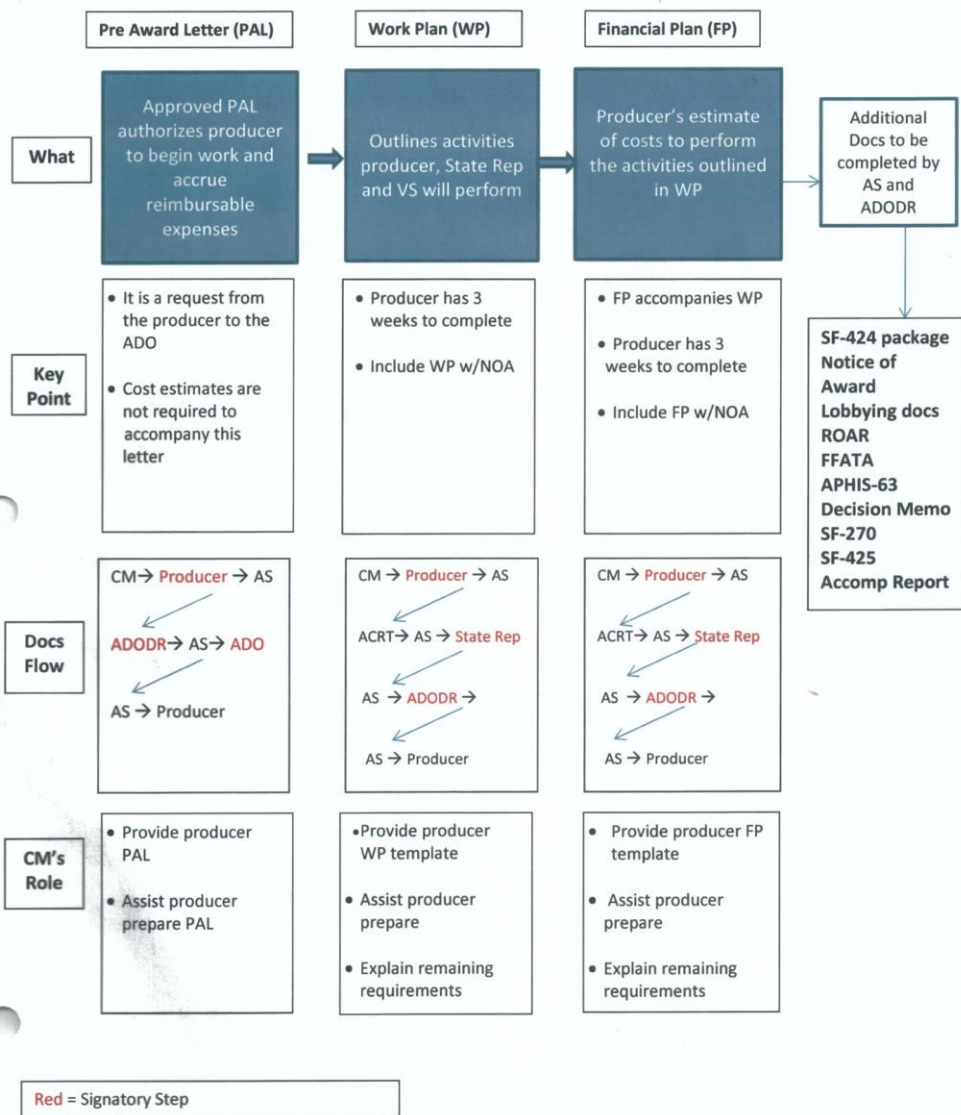 Pre Award Letter (PAL)
Work Plan (WP)
Financial Plan (FP)
What
Approved PAL
authorizes producer
to begin work and
accrue
reimbursable
expenses
Outlines activities
producer, State Rep
and VS will perform
Producer's estimate
of costs to perform
the activities outlined
in WP
Additional
Docs to be
completed by
AS and
ADODR
Key
Point
• It is a request from
the producer to the
ADO
• Cost estimates are
not required to
accompany this
letter
• Producer has 3
weeks to complete
• Include WP w/NOA
• FP accompanies WP
• Producer has 3
weeks to complete
• Include FP w/NOA
SF-424 package
Notice of
Award
Lobbying docs
ROAR
FFATA
APHIS-63
Decision Memo
SF-270
SF-425
Accomp Report
Docs
Flow
CM→ Producer → AS
ADODR→ AS→ ADO
AS → Producer
CM → Producer → AS
ACRT→ AS → State Rep
AS → ADODR →
AS → Producer
CM → Producer → AS
ACRT→ AS → State Rep
AS → ADODR →
AS → Producer
CM's
Role
• Provide producer
PAL
• Assist producer
prepare PAL
•Provide producer
WP template
• Assist producer
prepare
• Explain remaining
requirements
• Provide producer FP
template
• Assist producer
prepare
• Explain remaining
requirements
Red = Signatory Step